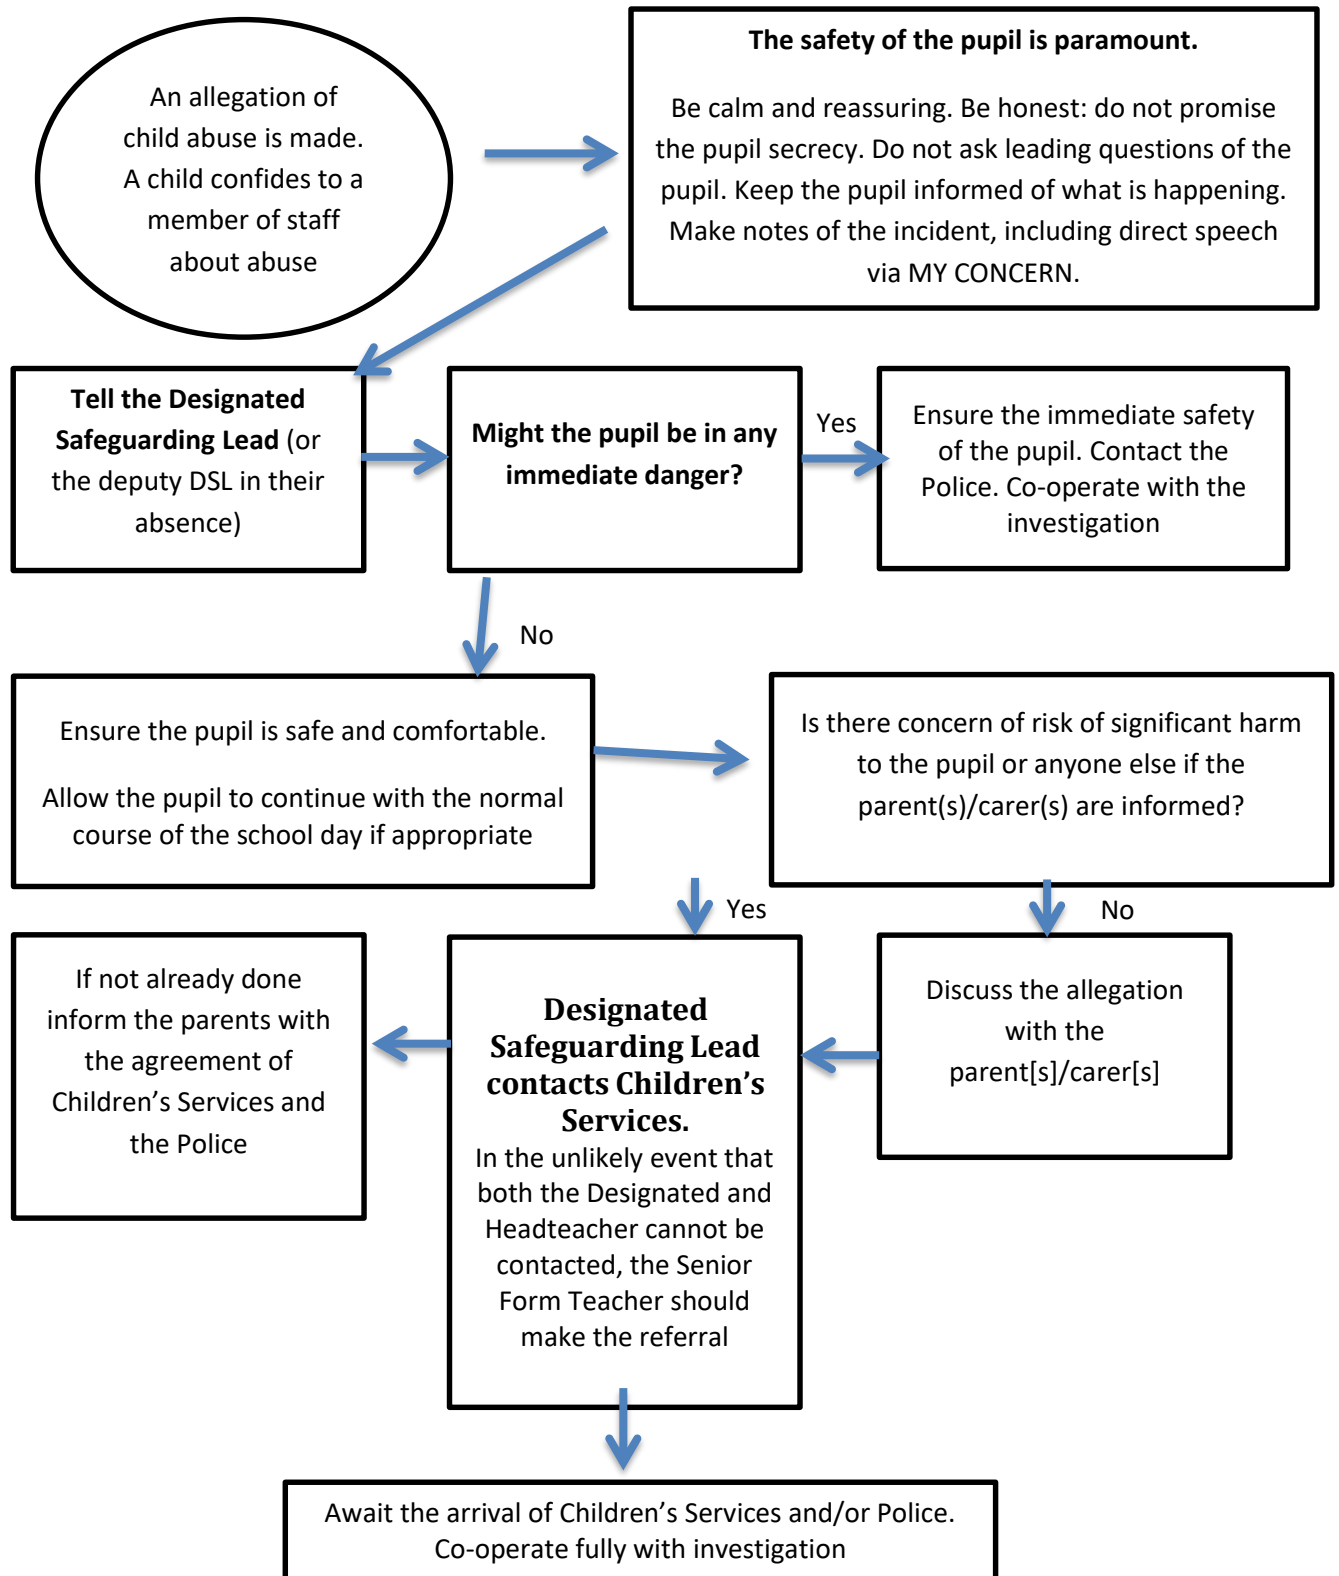 An allegation of
child abuse is made.
A child confides to a
member of staff
about abuse
The safety of the pupil is paramount.
Be calm and reassuring. Be honest: do not promise
the pupil secrecy. Do not ask leading questions of the
pupil. Keep the pupil informed of what is happening.
Make notes of the incident, including direct speech
via MY CONCERN.
Tell the Designated
Safeguarding Lead (or
the deputy DSL in their
absence)
Might the pupil be in any
immediate danger?
Yes
Ensure the immediate safety
of the pupil. Contact the
Police. Co-operate with the
investigation
No
Ensure the pupil is safe and comfortable.
Allow the pupil to continue with the normal
course of the school day if appropriate
Is there concern of risk of significant harm
to the pupil or anyone else if the
parent(s)/carer(s) are informed?
Yes
No
If not already done
inform the parents with
the agreement of
Children’s Services and
the Police
Designated
Safeguarding Lead
contacts Children’s
Services.
In the unlikely event that
both the Designated and
Headteacher cannot be
contacted, the Senior
Form Teacher should
make the referral
Discuss the allegation
with the
parent[s]/carer[s]
Await the arrival of Children’s Services and/or Police.
Co-operate fully with investigation